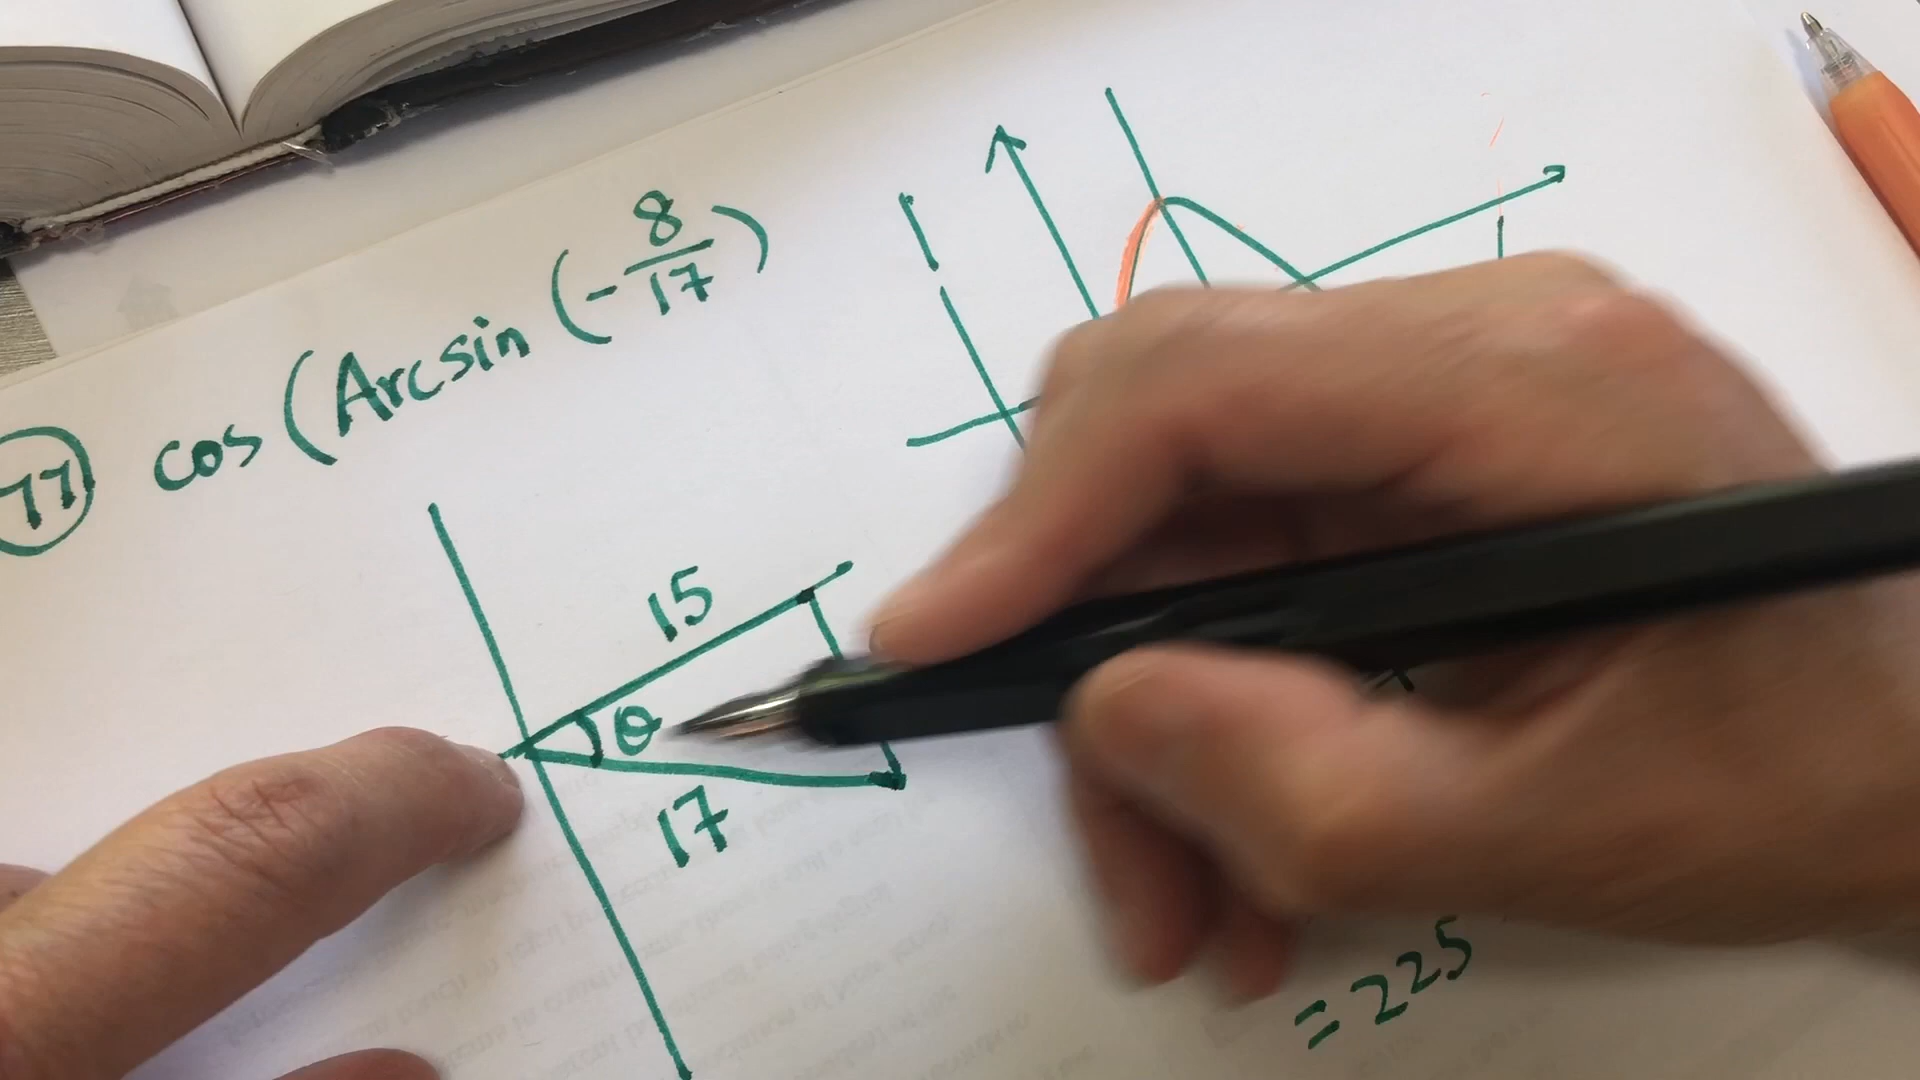 77 cos (Arcsin (-8/17)
15
θ
17
= 225